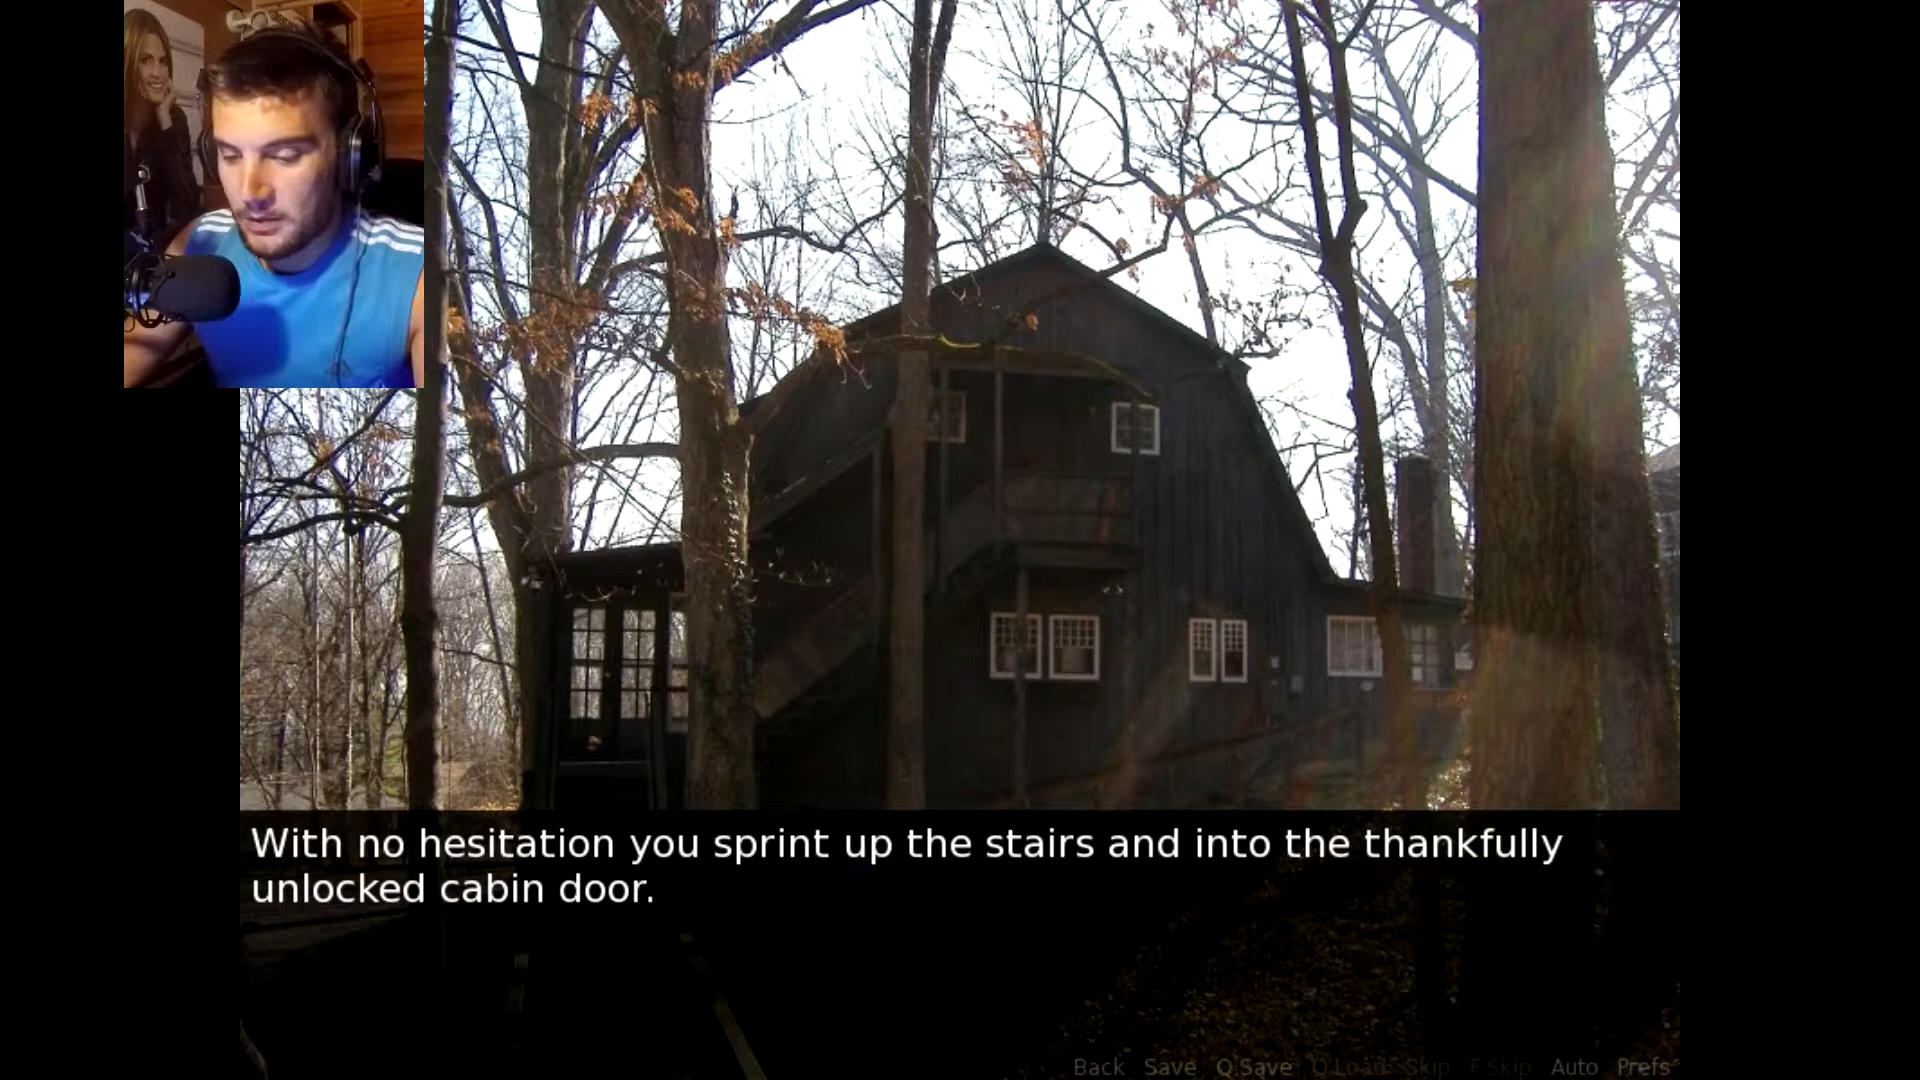 With no hesitation you sprint up the stairs and into the thankfully
unlocked cabin door.
Back Save Q.Save Q.Load Skip F.Skip Auto Prefs